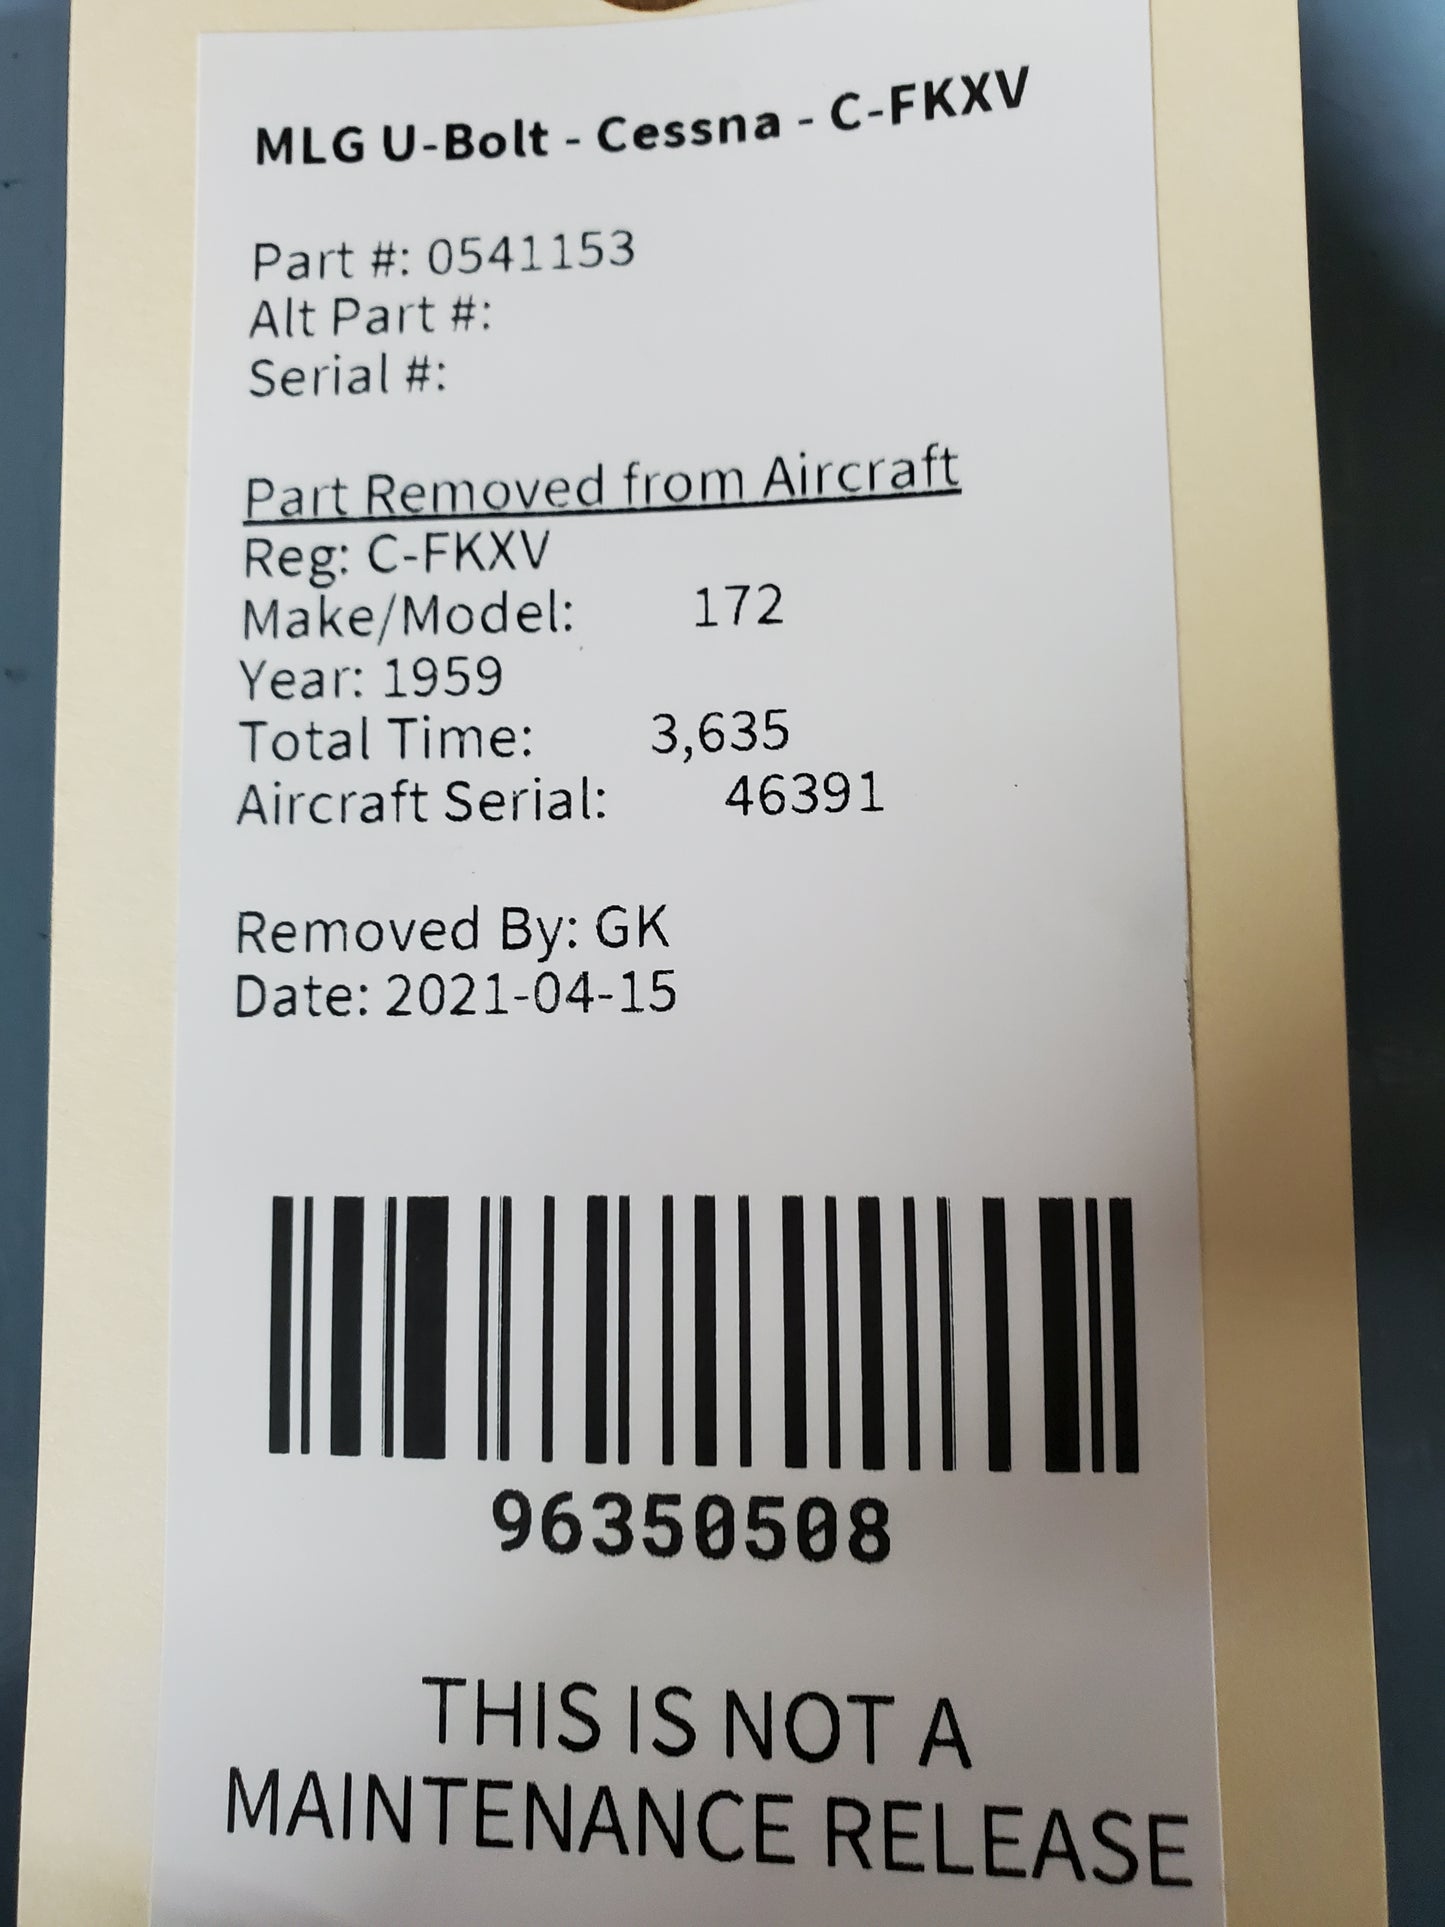 MLG U-Bolt - Cessna - C-FKXV
Part #: 0541153
Alt Part #:
Serial #:
Part Removed from Aircraft
Reg: C-FKXV
Make/Model: 172
Year: 1959
Total Time: 3,635
Aircraft Serial: 46391
Removed By: GK
Date: 2021-04-15
96350508
THIS IS NOT A
MAINTENANCE RELEASE